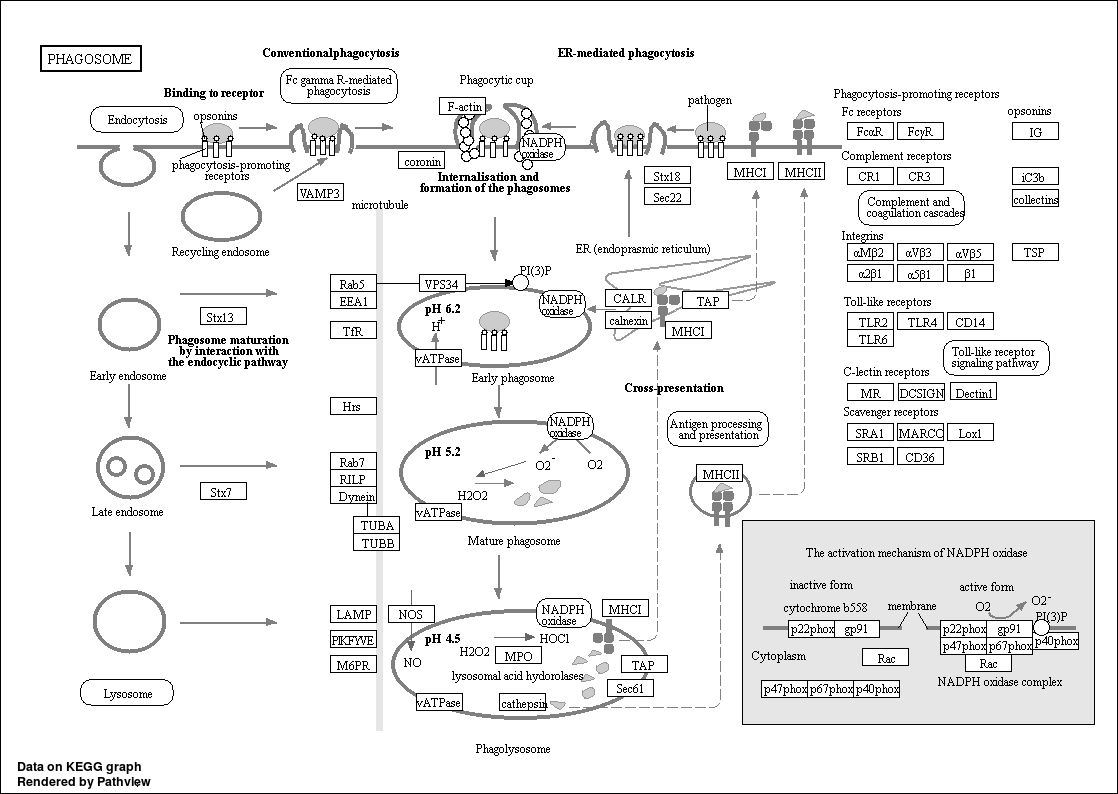 PHAGOSOME
Conventionalphagocytosis
ER-mediated phagocytosis
Binding to receptor
Fc gamma R-mediated
phagocytosis
Phagocytic cup
F-actin
pathogen
Endocytosis
opsonins
NADPH
oxidase
phagocytosis-promoting
receptors
coronin
Internalisation and
formation of the phagosomes
VAMP3
Stx18
Sec22
MHCI
MHCII
microtubule
Recycling endosome
ER (endoprasmic reticulum)
Phagocytosis-promoting receptors
Fc receptors
opsonins
FcαR
FcγR
IG
Complement receptors
CR1
CR3
iC3b
collectins
Complement and
coagulation cascades
Integrins
αMβ2
αVβ3
αVβ5
TSP
α2β1
α5β1
β1
Toll-like receptors
TLR2
TLR4
CD14
TLR6
Toll-like receptor
signaling pathway
C-lectin receptors
MR
DCSIGN
Dectin1
Scavenger receptors
SRA1
MARCO
Lox1
SRB1
CD36
Rab5
EEA1
VPS34
PI(3)P
NADPH
oxidase
CALR
calnexin
TAP
MHCI
pH 6.2
H+
vATPase
Stx13
TfR
Phagosome maturation
by interaction with
the endocyclic pathway
Early endosome
Early phagosome
Cross-presentation
Hrs
Antigen processing
and presentation
NADPH
oxidase
pH 5.2
O2-
O2
H2O2
vATPase
MHCII
Rab7
RILP
Dynein
Stx7
TUBA
TUBB
Late endosome
Mature phagosome
LAMP
PIKFYVE
M6PR
NOS
NADPH
oxidase
MHCI
pH 4.5
HOCl
H2O2
MPO
NO
lysosomal acid hydorolases
TAP
Sec61
vATPase
cathepsin
Lysosome
Phagolysosome
The activation mechanism of NADPH oxidase
inactive form
active form
cytochrome b558
membrane
O2
O2-
PI(3)P
p22phox
gp91
p22phox
gp91
p47phox
p67phox
p40phox
Cytoplasm
Rac
Rac
p47phox
p67phox
p40phox
NADPH oxidase complex
Data on KEGG graph
Rendered by Pathview